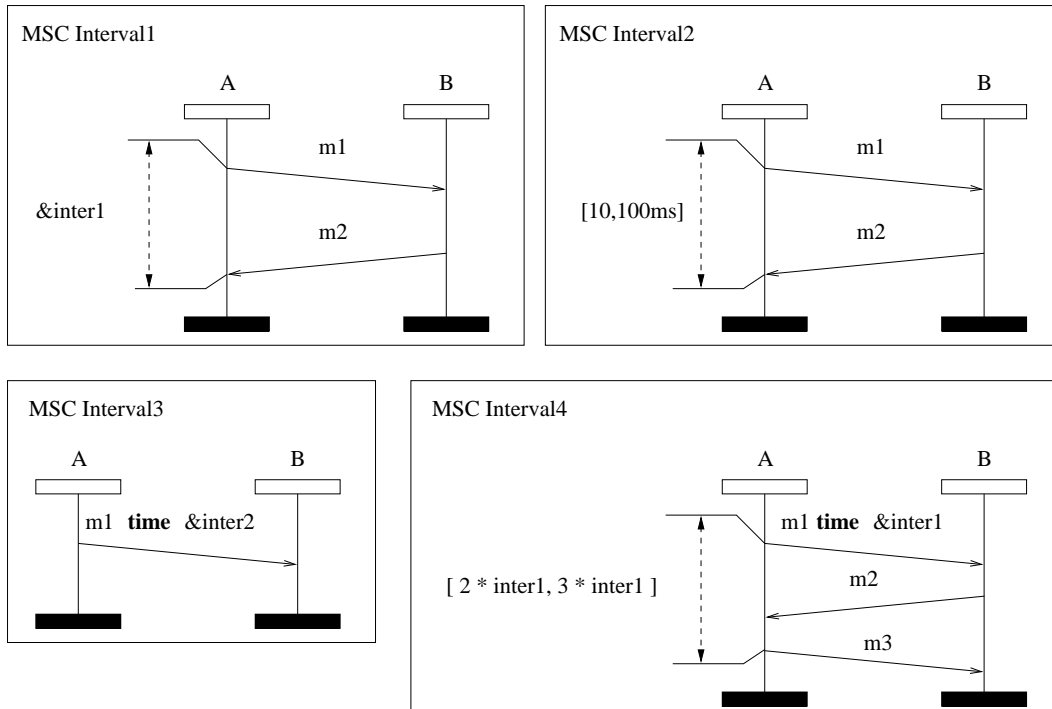 MSC Interval1
A B
m1
&inter1
m2
MSC Interval2
A B
m1
[10,100ms]
m2
MSC Interval3
A B
m1 time &inter2
MSC Interval4
A B
m1 time &inter1
[ 2 * inter1, 3 * inter1 ]
m2
m3